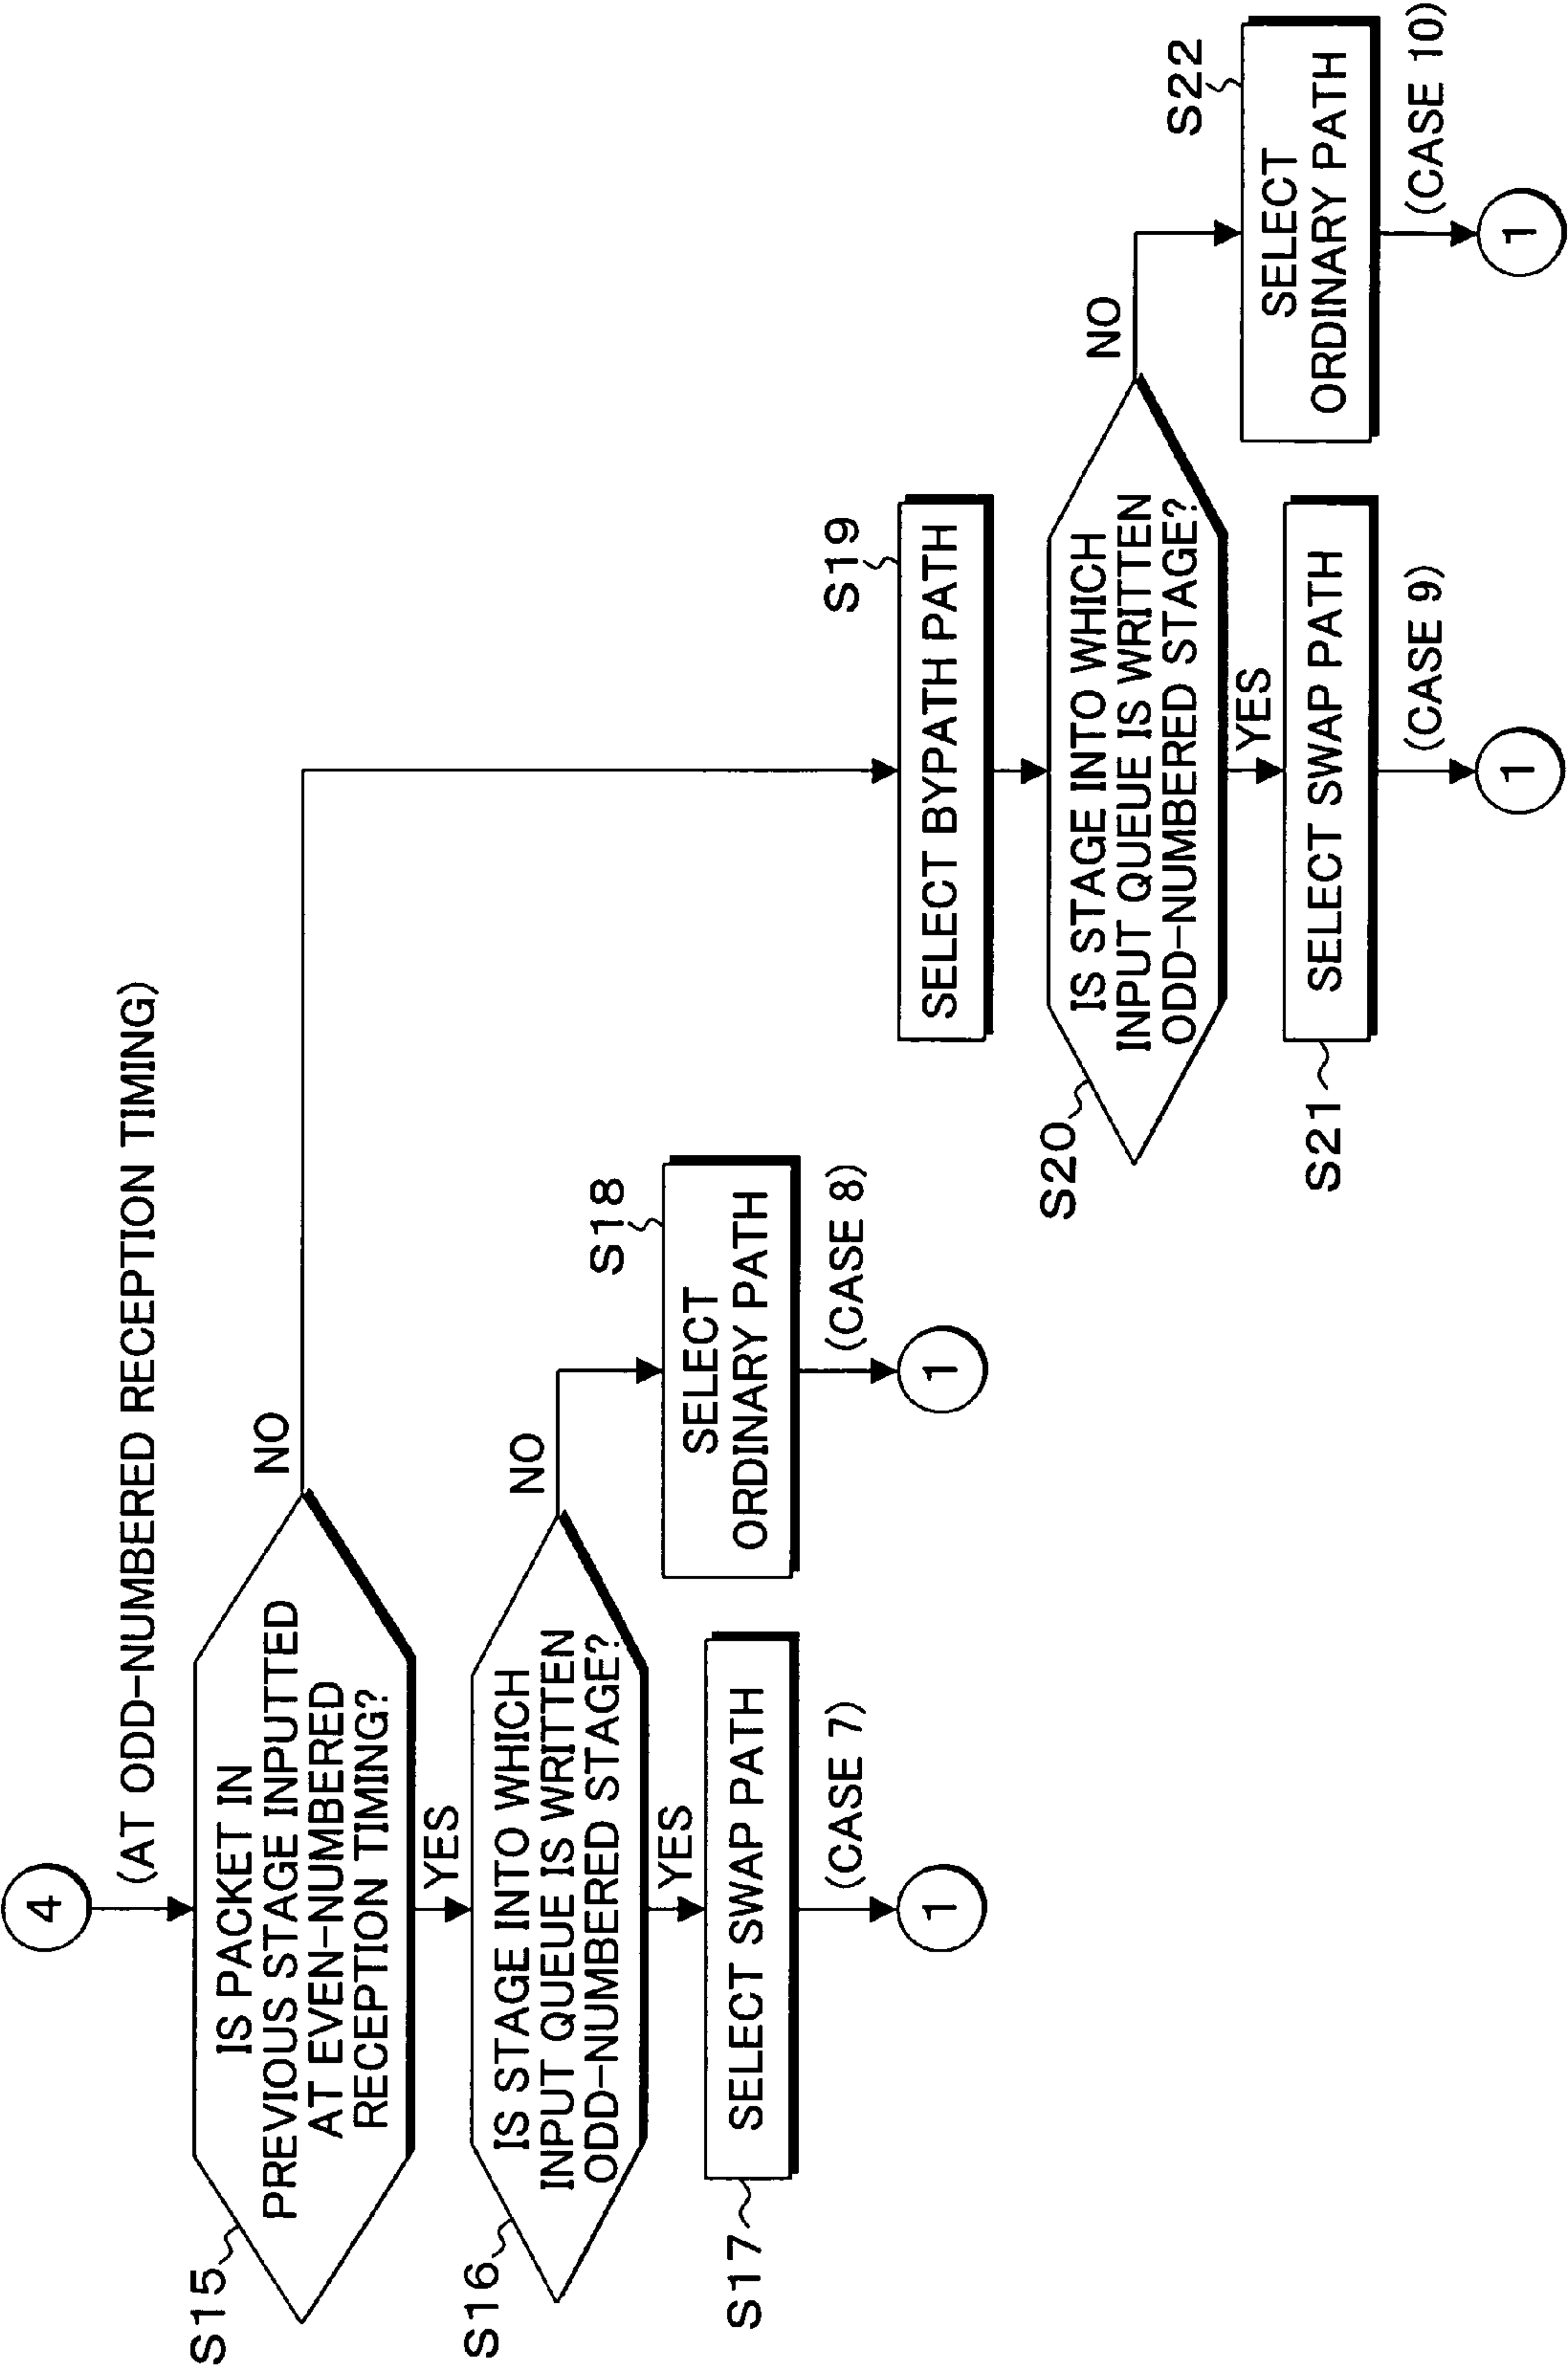 4
(AT ODD-NUMBERED RECEPTION TIMING)
S15
IS PACKET IN
PREVIOUS STAGE INPUTTED
AT EVEN-NUMBERED
RECEPTION TIMING?
NO
YES
S16
IS STAGE INTO WHICH
INPUT QUEUE IS WRITTEN
ODD-NUMBERED STAGE?
NO
YES
S17
SELECT SWAP PATH
(CASE 7)
1
S18
SELECT
ORDINARY PATH
(CASE 8)
1
S19
SELECT BYPATH PATH
S20
IS STAGE INTO WHICH
INPUT QUEUE IS WRITTEN
ODD-NUMBERED STAGE?
NO
YES
S21
SELECT SWAP PATH
(CASE 9)
1
S22
SELECT
ORDINARY PATH
(CASE 10)
1